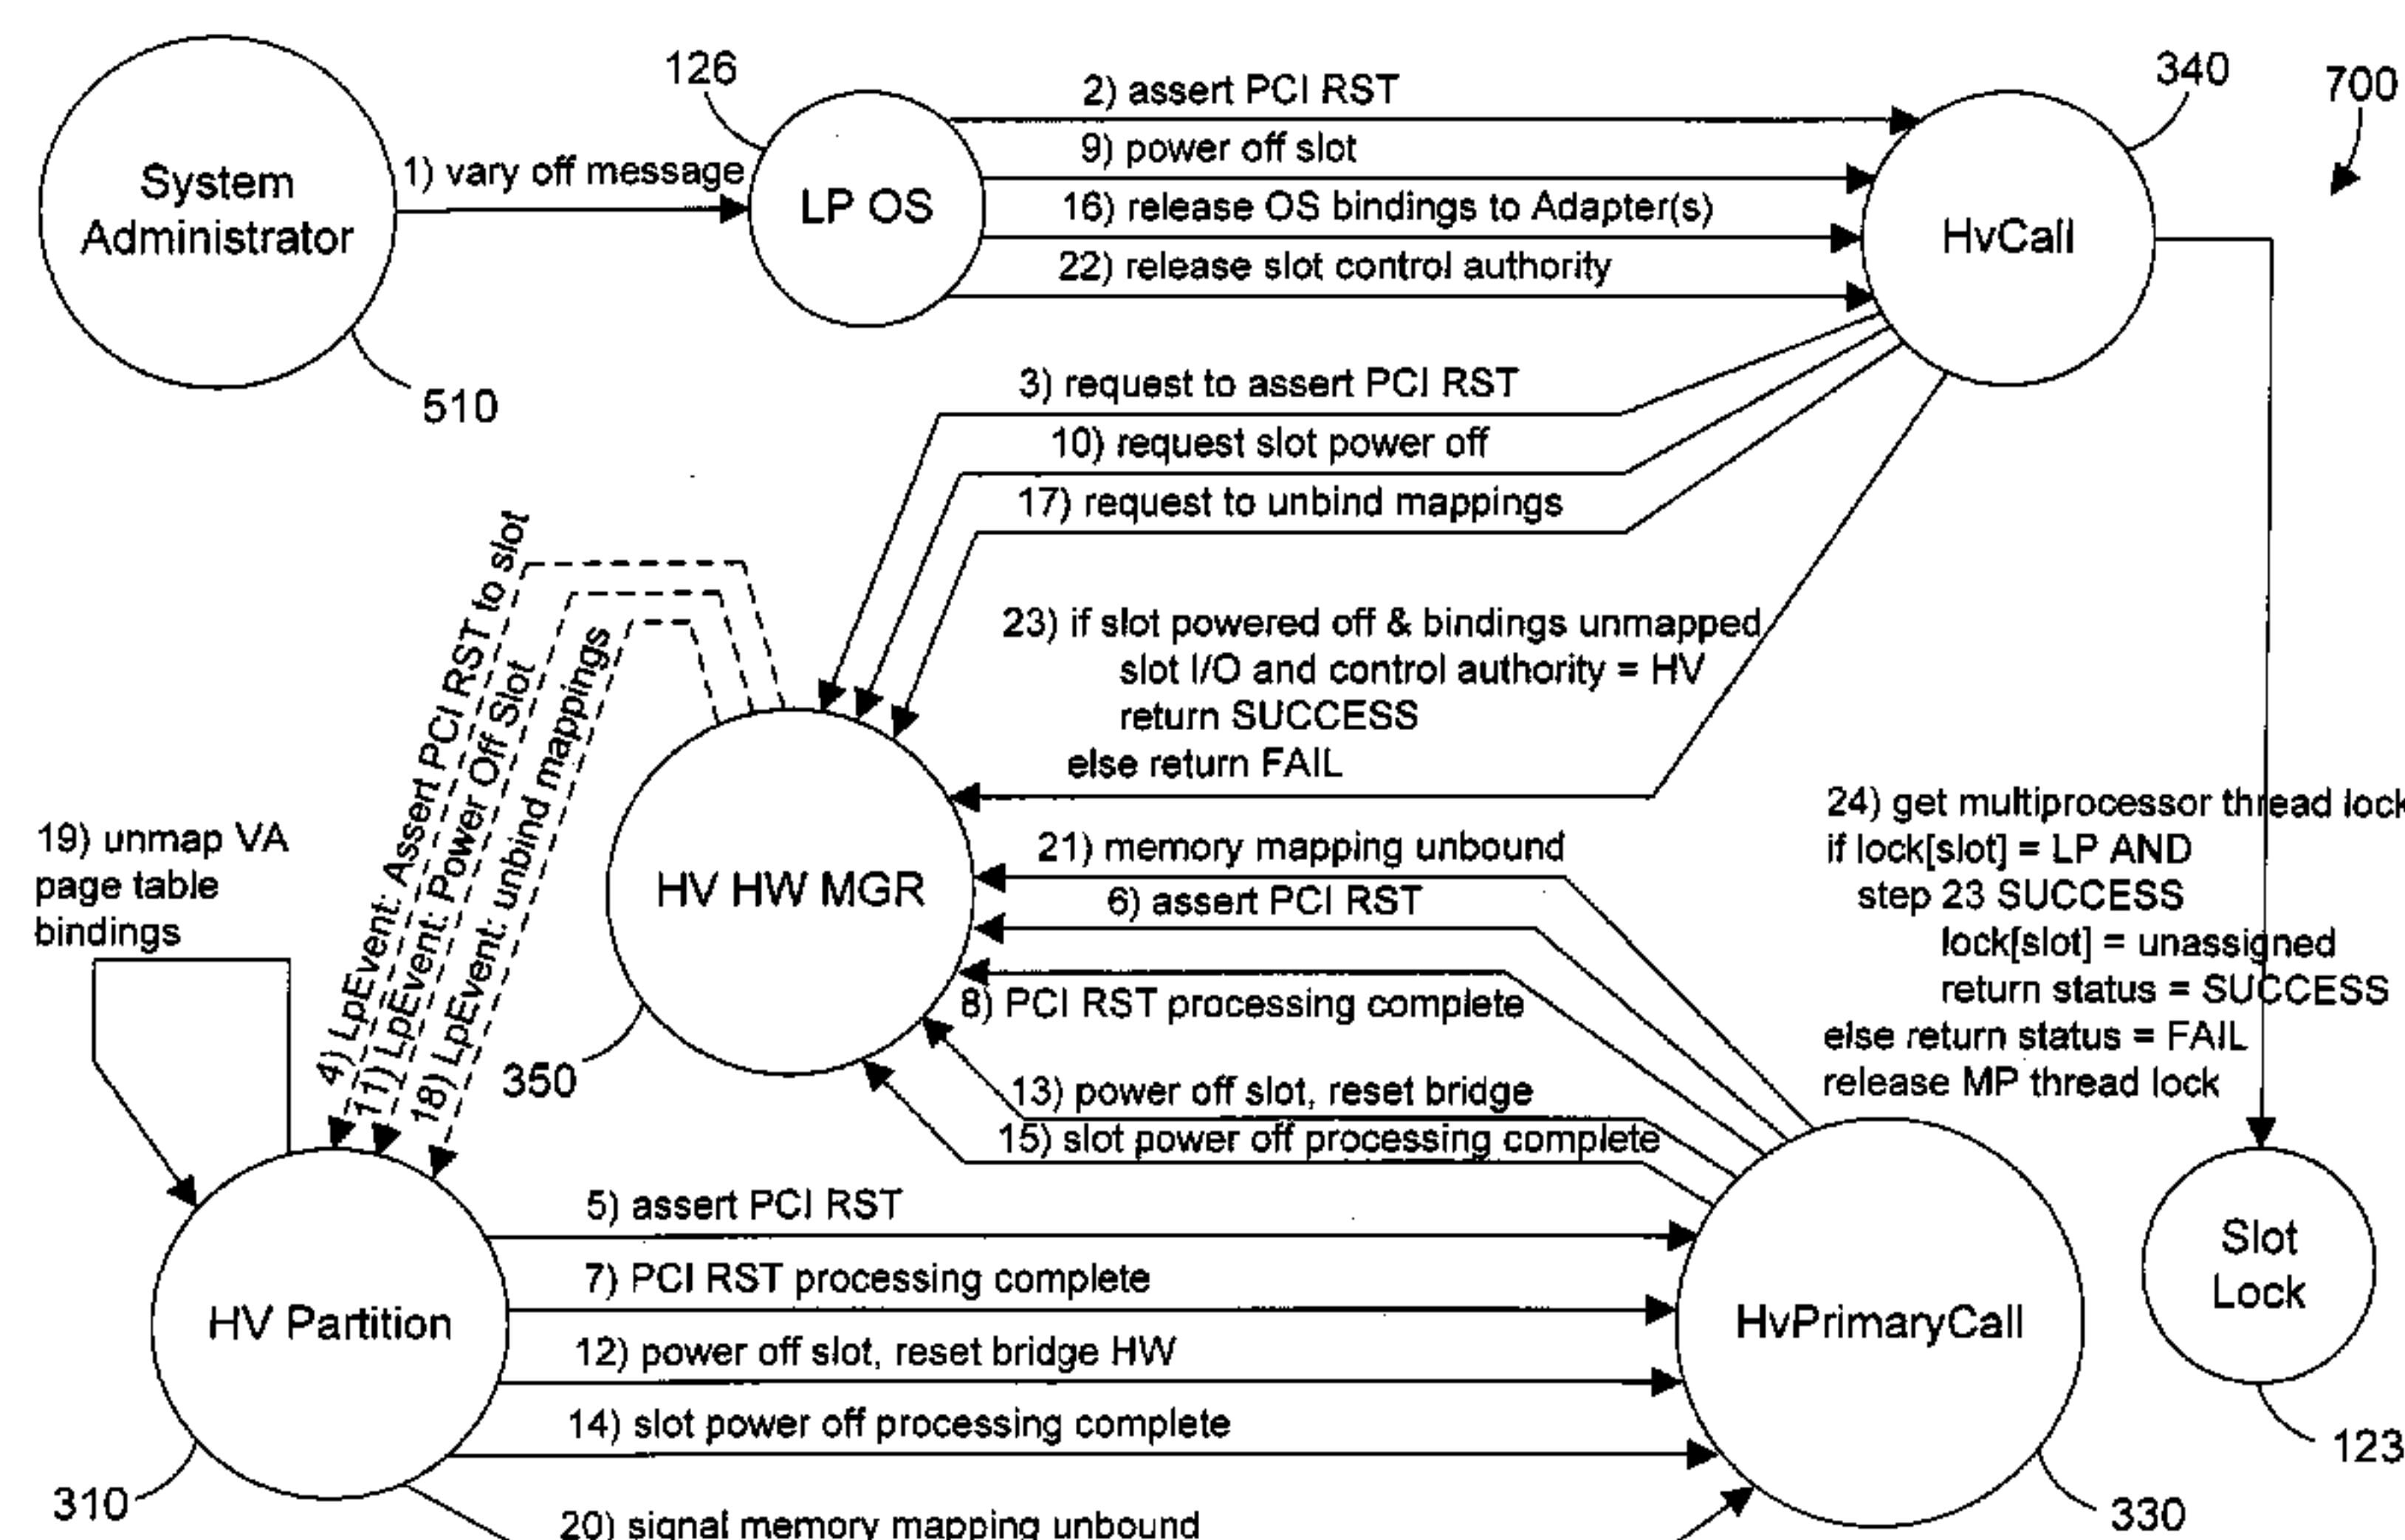 126
340
700
2) assert PCI RST
9) power off slot
16) release OS bindings to Adapter(s)
22) release slot control authority
System
Administrator
1) vary off message
LP OS
HvCall
510
3) request to assert PCI RST
10) request slot power off
17) request to unbind mappings
4) LpEvent: Assert PCI RST to slot
11) LpEvent: Power Off Slot
18) LpEvent: unbind mappings
23) if slot powered off & bindings unmapped
slot I/O and control authority = HV
return SUCCESS
else return FAIL
19) unmap VA
page table
bindings
HV HW MGR
350
21) memory mapping unbound
6) assert PCI RST
8) PCI RST processing complete
13) power off slot, reset bridge
15) slot power off processing complete
24) get multiprocessor thread lock
if lock[slot] = LP AND
step 23 SUCCESS
lock[slot] = unassigned
return status = SUCCESS
else return status = FAIL
release MP thread lock
5) assert PCI RST
7) PCI RST processing complete
12) power off slot, reset bridge HW
14) slot power off processing complete
20) signal memory mapping unbound
HV Partition
310
HvPrimaryCall
330
Slot
Lock
123